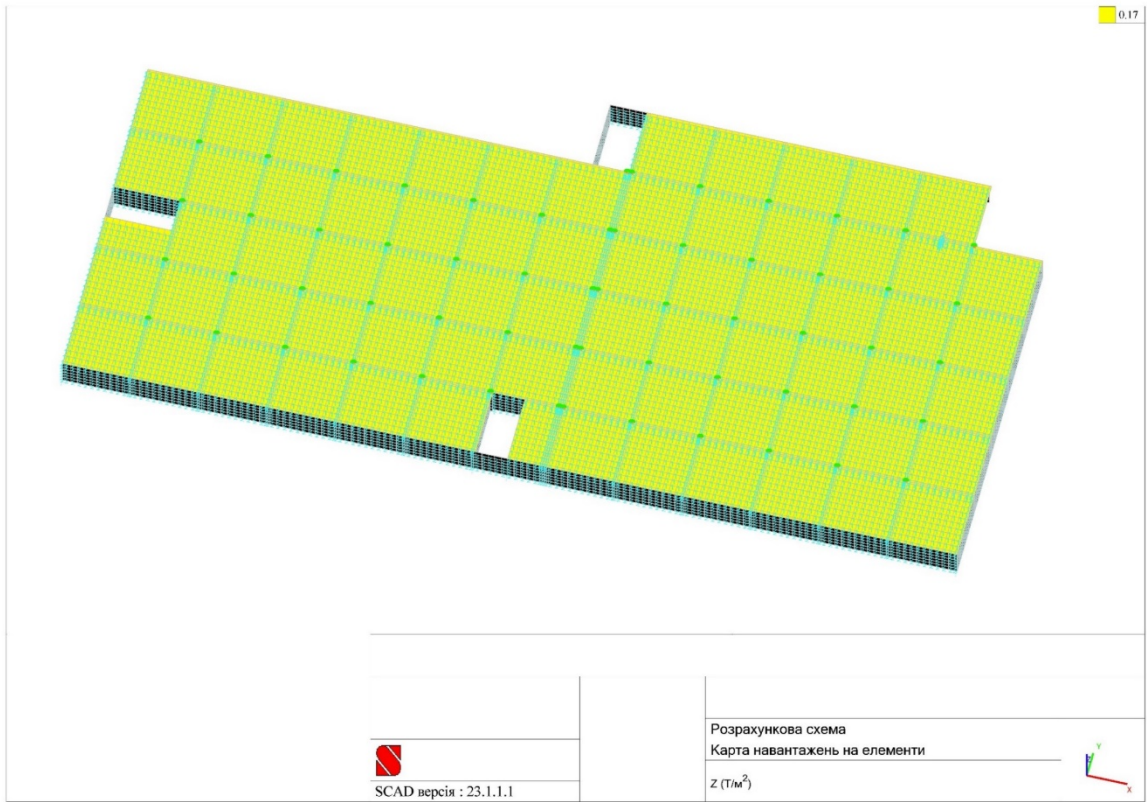 0.17
Розрахункова схема
Карта навантажень на елементи
Z (Т/м²)
SCAD версія : 23.1.1.1
Y
Z
X